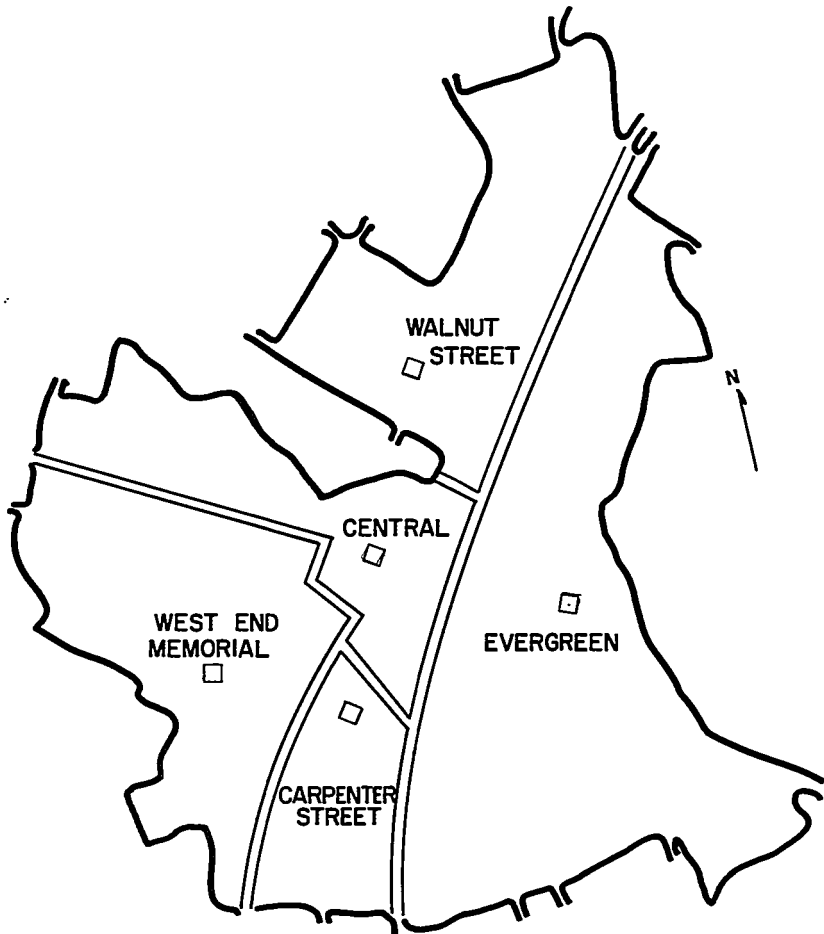 WALNUT
STREET
N
CENTRAL
WEST END
MEMORIAL
EVERGREEN
CARPENTER
STREET